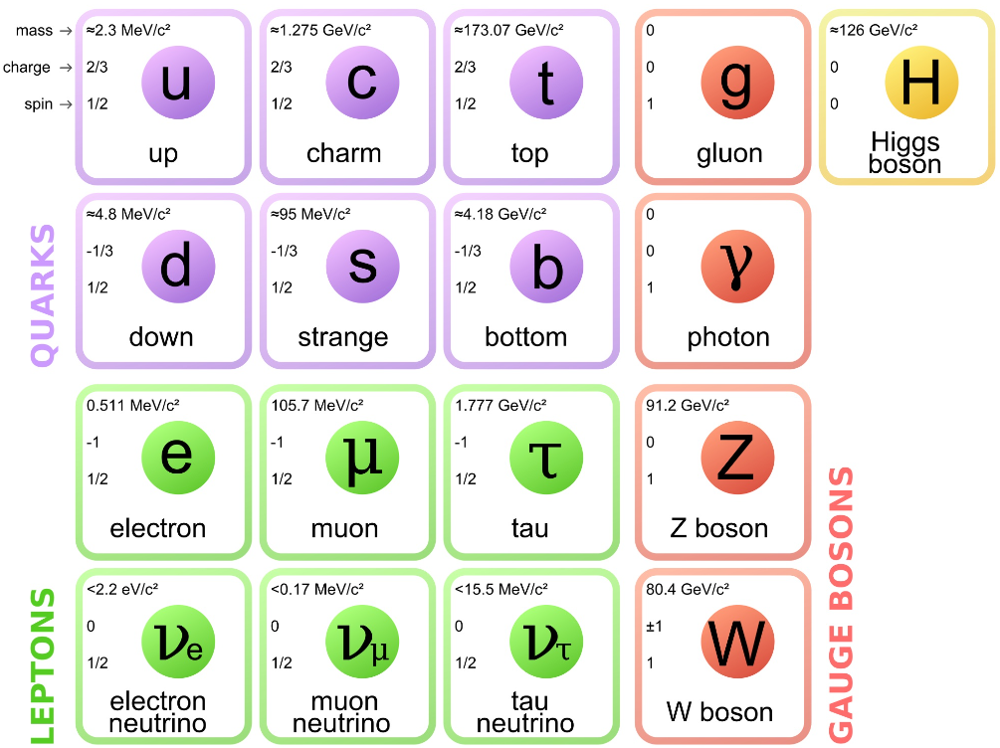 mass →
charge →
spin →
≈2.3 MeV/c²
2/3
1/2
u
up
≈1.275 GeV/c²
2/3
1/2
c
charm
≈173.07 GeV/c²
2/3
1/2
t
top
0
0
1
g
gluon
≈126 GeV/c²
0
0
H
Higgs
boson
QUARKS
≈4.8 MeV/c²
-1/3
1/2
d
down
≈95 MeV/c²
-1/3
1/2
s
strange
≈4.18 GeV/c²
-1/3
1/2
b
bottom
0
0
1
γ
photon
0.511 MeV/c²
-1
1/2
e
electron
105.7 MeV/c²
-1
1/2
μ
muon
1.777 GeV/c²
-1
1/2
τ
tau
91.2 GeV/c²
0
1
Z
Z boson
GAUGE BOSONS
LEPTONS
<2.2 eV/c²
0
1/2
νe
electron
neutrino
<0.17 MeV/c²
0
1/2
νμ
muon
neutrino
<15.5 MeV/c²
0
1/2
ντ
tau
neutrino
80.4 GeV/c²
±1
1
W
W boson